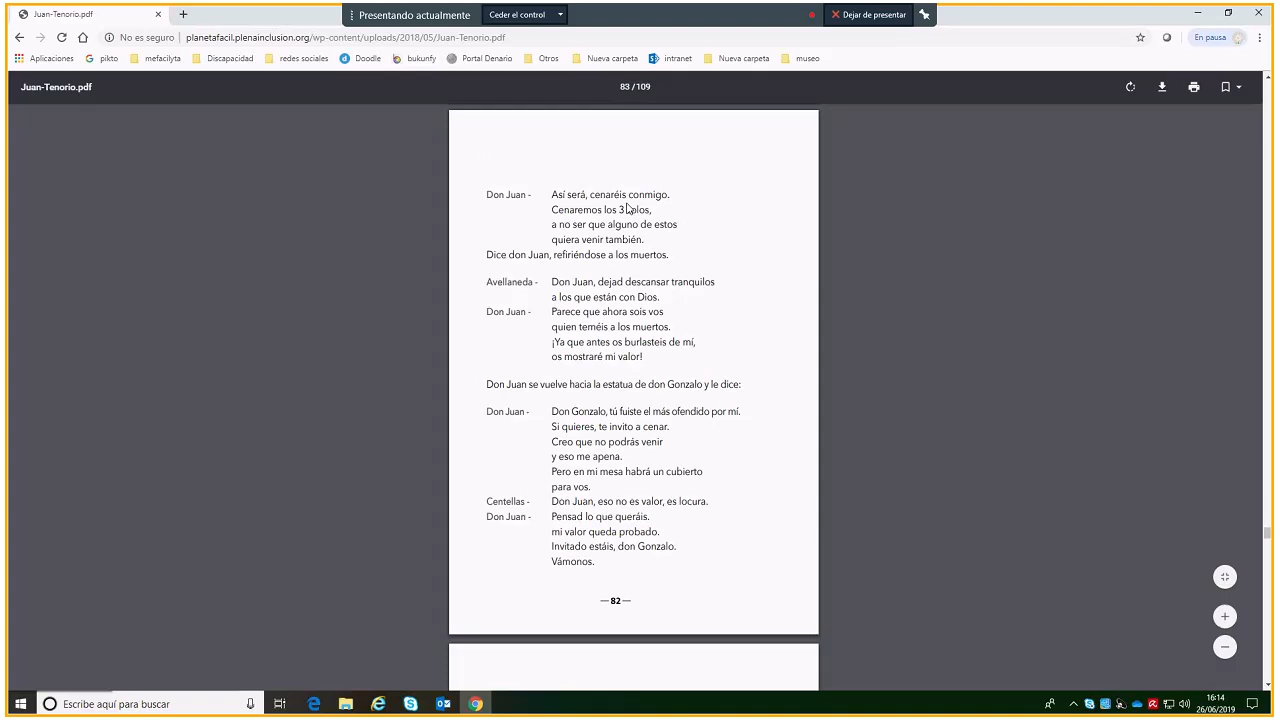 Juan-Tenorio.pdf
Presentando actualmente
Ceder el control
Dejar de presentar
No es seguro
planetafacil.plenainclusion.org/wp-content/uploads/2018/05/Juan-Tenorio.pdf
En pausa
Aplicaciones
pikto
mefacilyta
Discapacidad
redes sociales
Doodle
bukunfy
Portal Denario
Otros
Nueva carpeta
intranet
Nueva carpeta
museo
Juan-Tenorio.pdf
83 / 109
Don Juan - Así será, cenaréis conmigo.
Cenaremos los 3 solos,
a no ser que alguno de estos
quiera venir también.
Dice don Juan, refiriéndose a los muertos.
Avellaneda - Don Juan, dejad descansar tranquilos
a los que están con Dios.
Don Juan - Parece que ahora sois vos
quien teméis a los muertos.
¡Ya que antes os burlasteis de mí,
os mostraré mi valor!
Don Juan se vuelve hacia la estatua de don Gonzalo y le dice:
Don Juan - Don Gonzalo, tú fuiste el más ofendido por mí.
Si quieres, te invito a cenar.
Creo que no podrás venir
y eso me apena.
Pero en mi mesa habrá un cubierto
para vos.
Centellas - Don Juan, eso no es valor, es locura.
Don Juan - Pensad lo que queráis.
mi valor queda probado.
Invitado estáis, don Gonzalo.
Vámonos.
— 82 —
Escribe aquí para buscar
16:14
26/06/2019